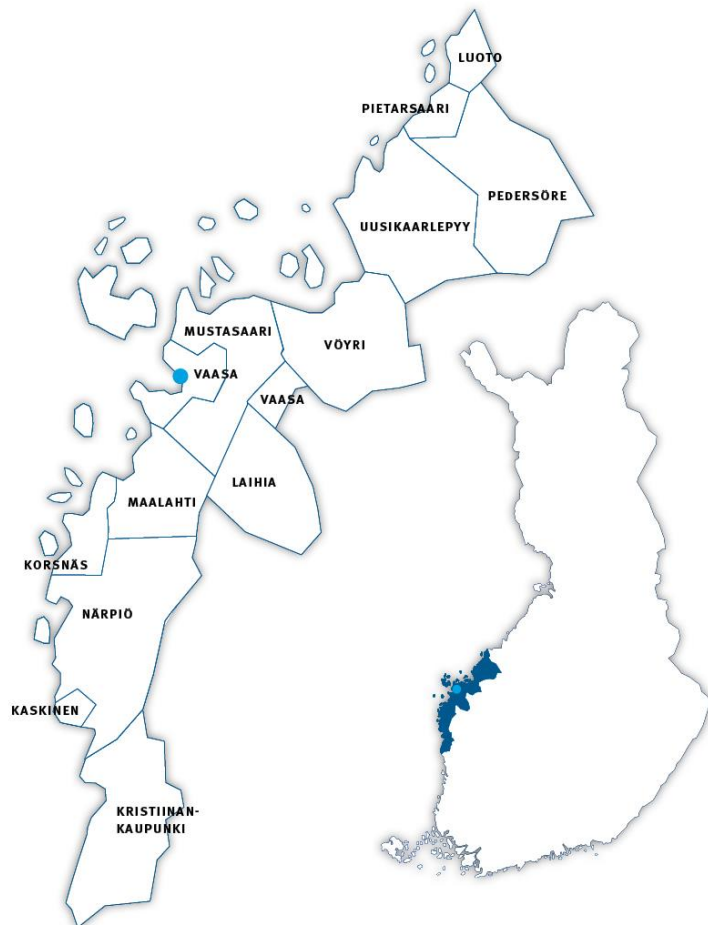 LUOTO
PIETARSAARI
PEDERSÖRE
UUSIKAARLEPYY
MUSTASAARI
VÖYRI
VAASA
VAASA
LAIHIA
MAALAHTI
KORSNÄS
NÄRPIÖ
KASKINEN
KRISTIINAN-
KAUPUNKI